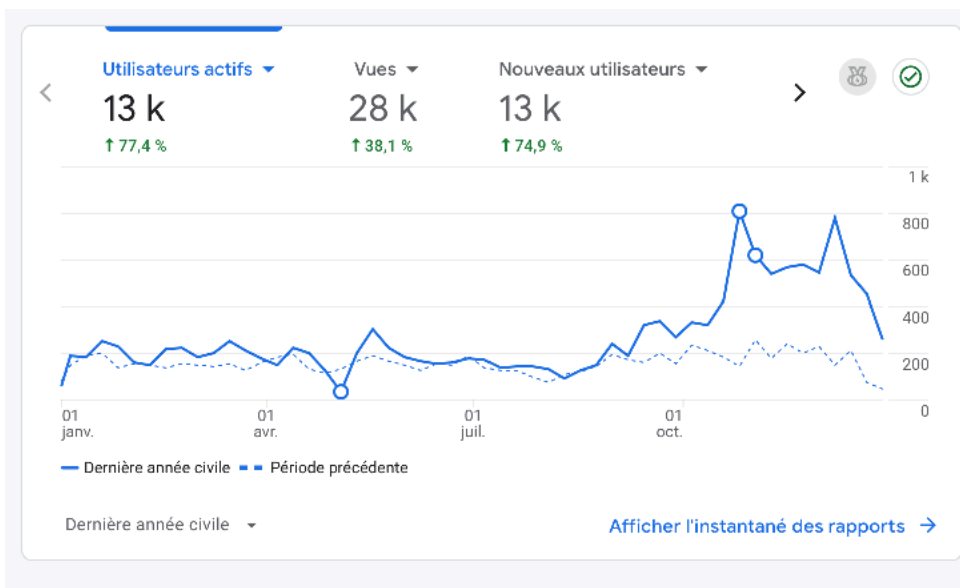 Utilisateurs actifs
13 k
↑ 77,4 %
Vues
28 k
↑ 38,1 %
Nouveaux utilisateurs
13 k
↑ 74,9 %
1 k
800
600
400
200
0
01
janv.
01
avr.
01
juil.
01
oct.
Dernière année civile
Période précédente
Dernière année civile
Afficher l'instantané des rapports →